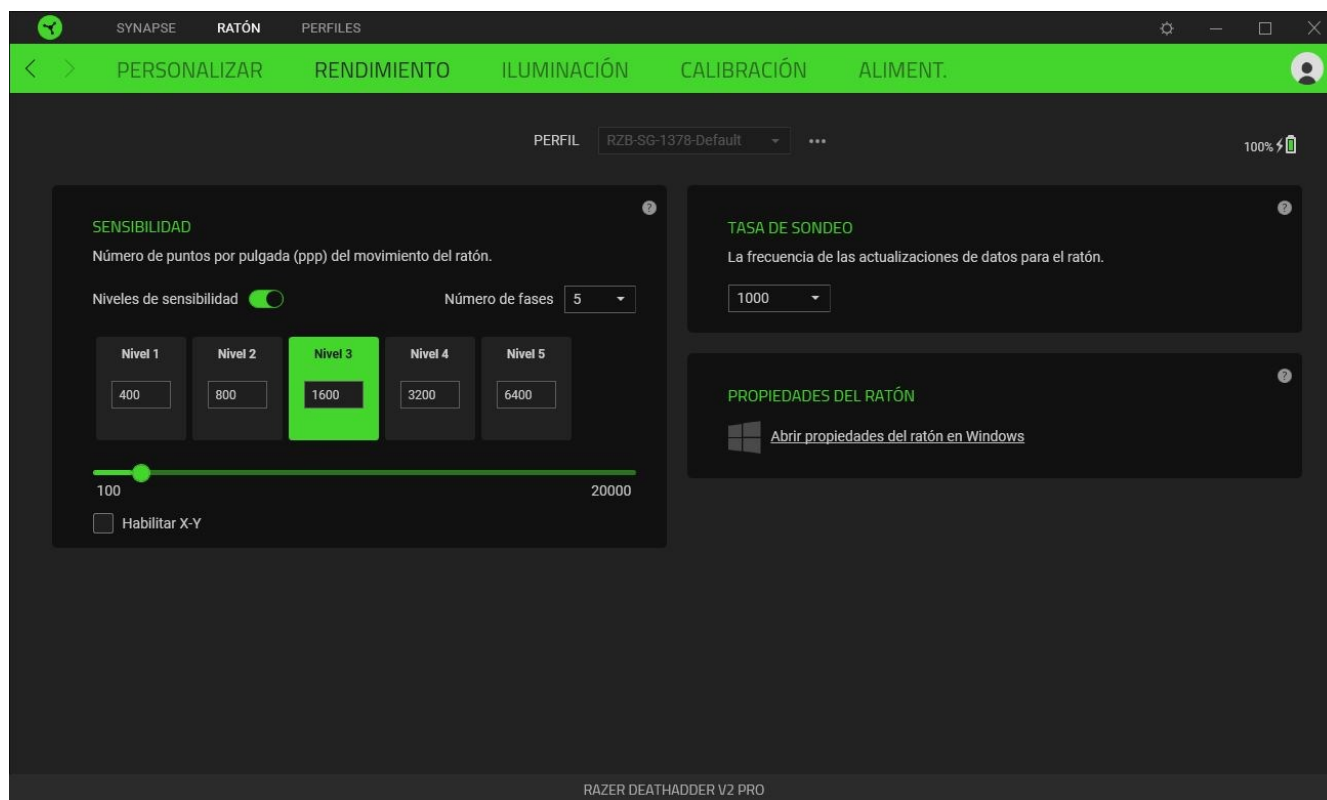 SYNAPSE RATÓN PERFILES
PERSONALIZAR RENDIMIENTO ILUMINACIÓN CALIBRACIÓN ALIMENT.
PERFIL RZB-SG-1378-Default
100%
SENSIBILIDAD
Número de puntos por pulgada (ppp) del movimiento del ratón.
Niveles de sensibilidad Número de fases 5
Nivel 1 Nivel 2 Nivel 3 Nivel 4 Nivel 5
400 800 1600 3200 6400
100 20000
Habilitar X-Y
TASA DE SONDEO
La frecuencia de las actualizaciones de datos para el ratón.
1000
PROPIEDADES DEL RATÓN
Abrir propiedades del ratón en Windows
RAZER DEATHADDER V2 PRO